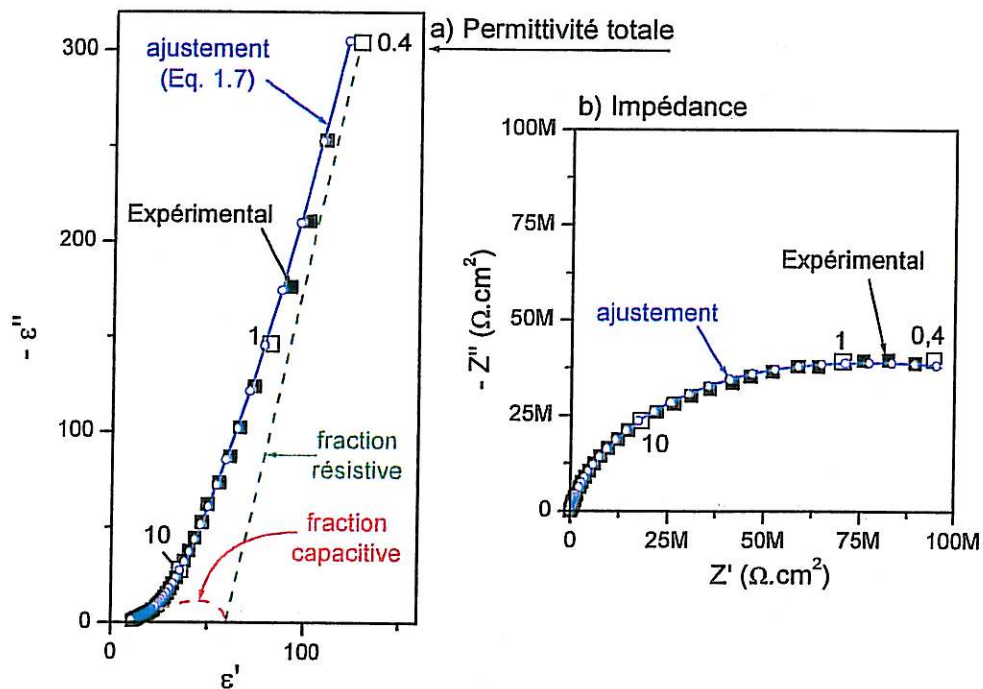 a) Permittivité totale
300
200
100
0
- ε''
ajustement
(Eq. 1.7)
0.4
Expérimental
1
fraction
résistive
10
fraction
capacitive
100
ε'
b) Impédance
100M
75M
50M
25M
0
- Z'' (Ω.cm²)
Expérimental
ajustement
1
0,4
10
0
25M
50M
75M
100M
Z' (Ω.cm²)